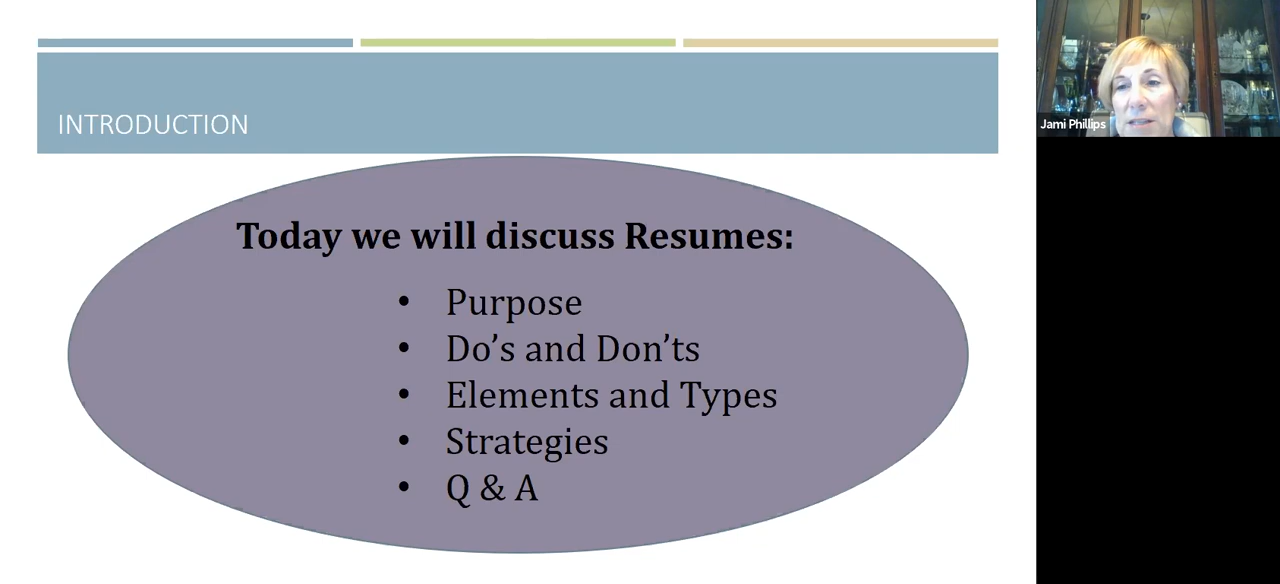 INTRODUCTION
Jami Phillips
Today we will discuss Resumes:
• Purpose
• Do’s and Don’ts
• Elements and Types
• Strategies
• Q & A